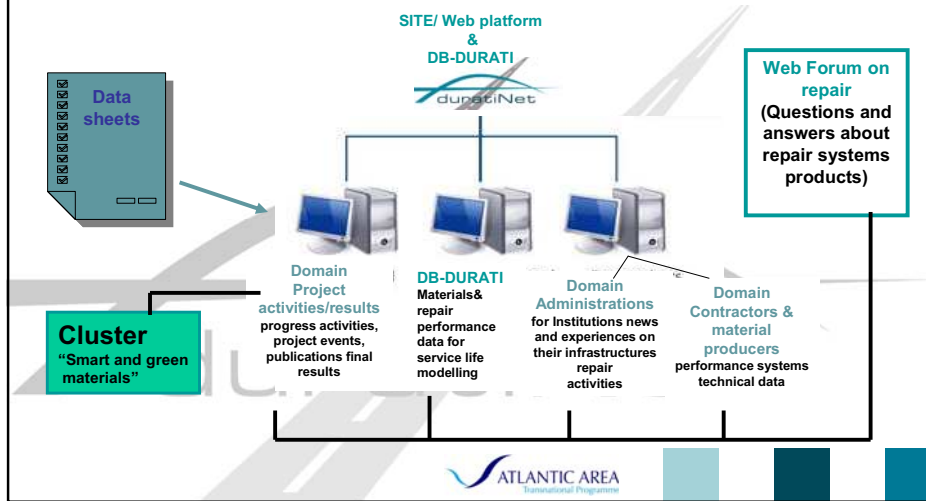 SITE/ Web platform
&
DB-DURATI
duratiNet
Data
sheets
Web Forum on
repair
(Questions and
answers about
repair systems
products)
Domain
Project
activities/results
progress activities,
project events,
publications final
results
DB-DURATI
Materials&
repair
performance
data for
service life
modelling
Domain
Administrations
for Institutions news
and experiences on
their infrastructures
repair
activities
Domain
Contractors &
material
producers
performance systems
technical data
Cluster
“Smart and green
materials”
ATLANTIC AREA
Transnational Programme